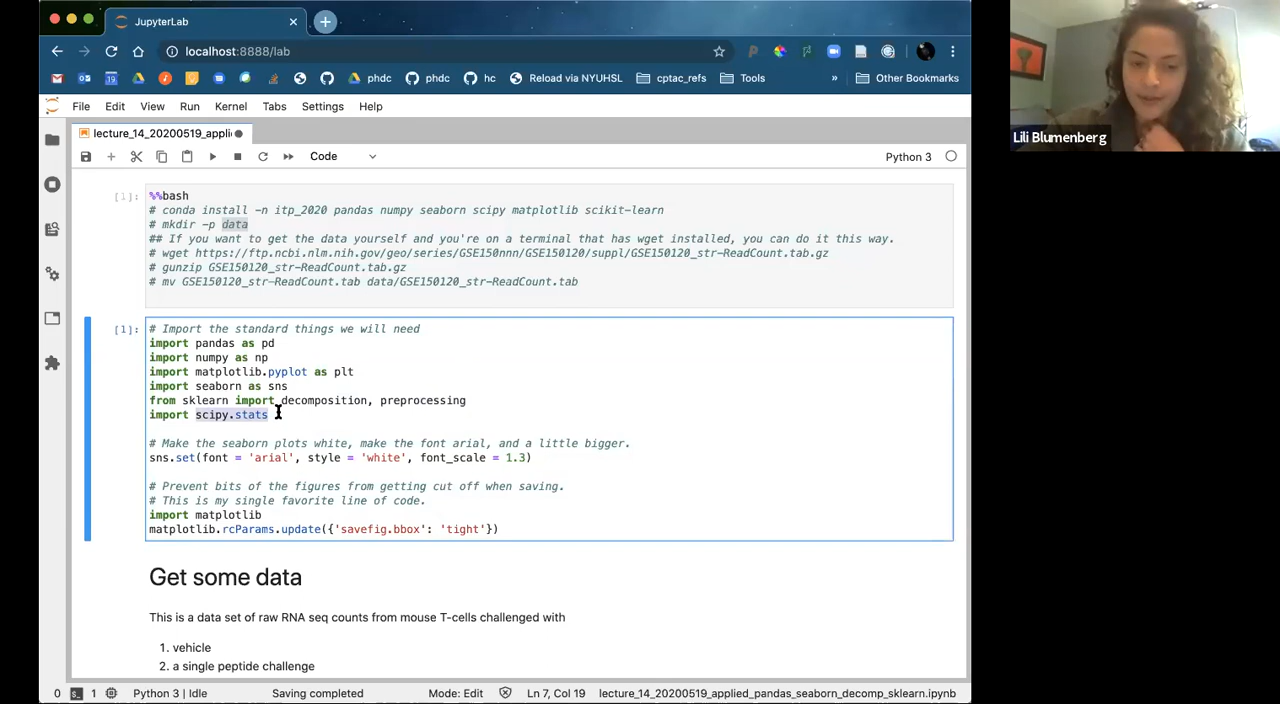 JupyterLab
localhost:8888/lab
phdc
phdc
hc
Reload via NYUHSL
cptac_refs
Tools
»
Other Bookmarks
File Edit View Run Kernel Tabs Settings Help
lecture_14_20200519_appli
Code
Python 3
[1]:
%%bash
# conda install -n itp_2020 pandas numpy seaborn scipy matplotlib scikit-learn
# mkdir -p data
## If you want to get the data yourself and you're on a terminal that has wget installed, you can do it this way.
# wget https://ftp.ncbi.nlm.nih.gov/geo/series/GSE150nnn/GSE150120/suppl/GSE150120_str-ReadCount.tab.gz
# gunzip GSE150120_str-ReadCount.tab.gz
# mv GSE150120_str-ReadCount.tab data/GSE150120_str-ReadCount.tab
[1]:
# Import the standard things we will need
import pandas as pd
import numpy as np
import matplotlib.pyplot as plt
import seaborn as sns
from sklearn import decomposition, preprocessing
import scipy.stats
# Make the seaborn plots white, make the font arial, and a little bigger.
sns.set(font = 'arial', style = 'white', font_scale = 1.3)
# Prevent bits of the figures from getting cut off when saving.
# This is my single favorite line of code.
import matplotlib
matplotlib.rcParams.update({'savefig.bbox': 'tight'})
Get some data
This is a data set of raw RNA seq counts from mouse T-cells challenged with
1. vehicle
2. a single peptide challenge
0 1 Python 3 | Idle Saving completed Mode: Edit Ln 7, Col 19 lecture_14_20200519_applied_pandas_seaborn_decomp_sklearn.ipynb
Lili Blumenberg